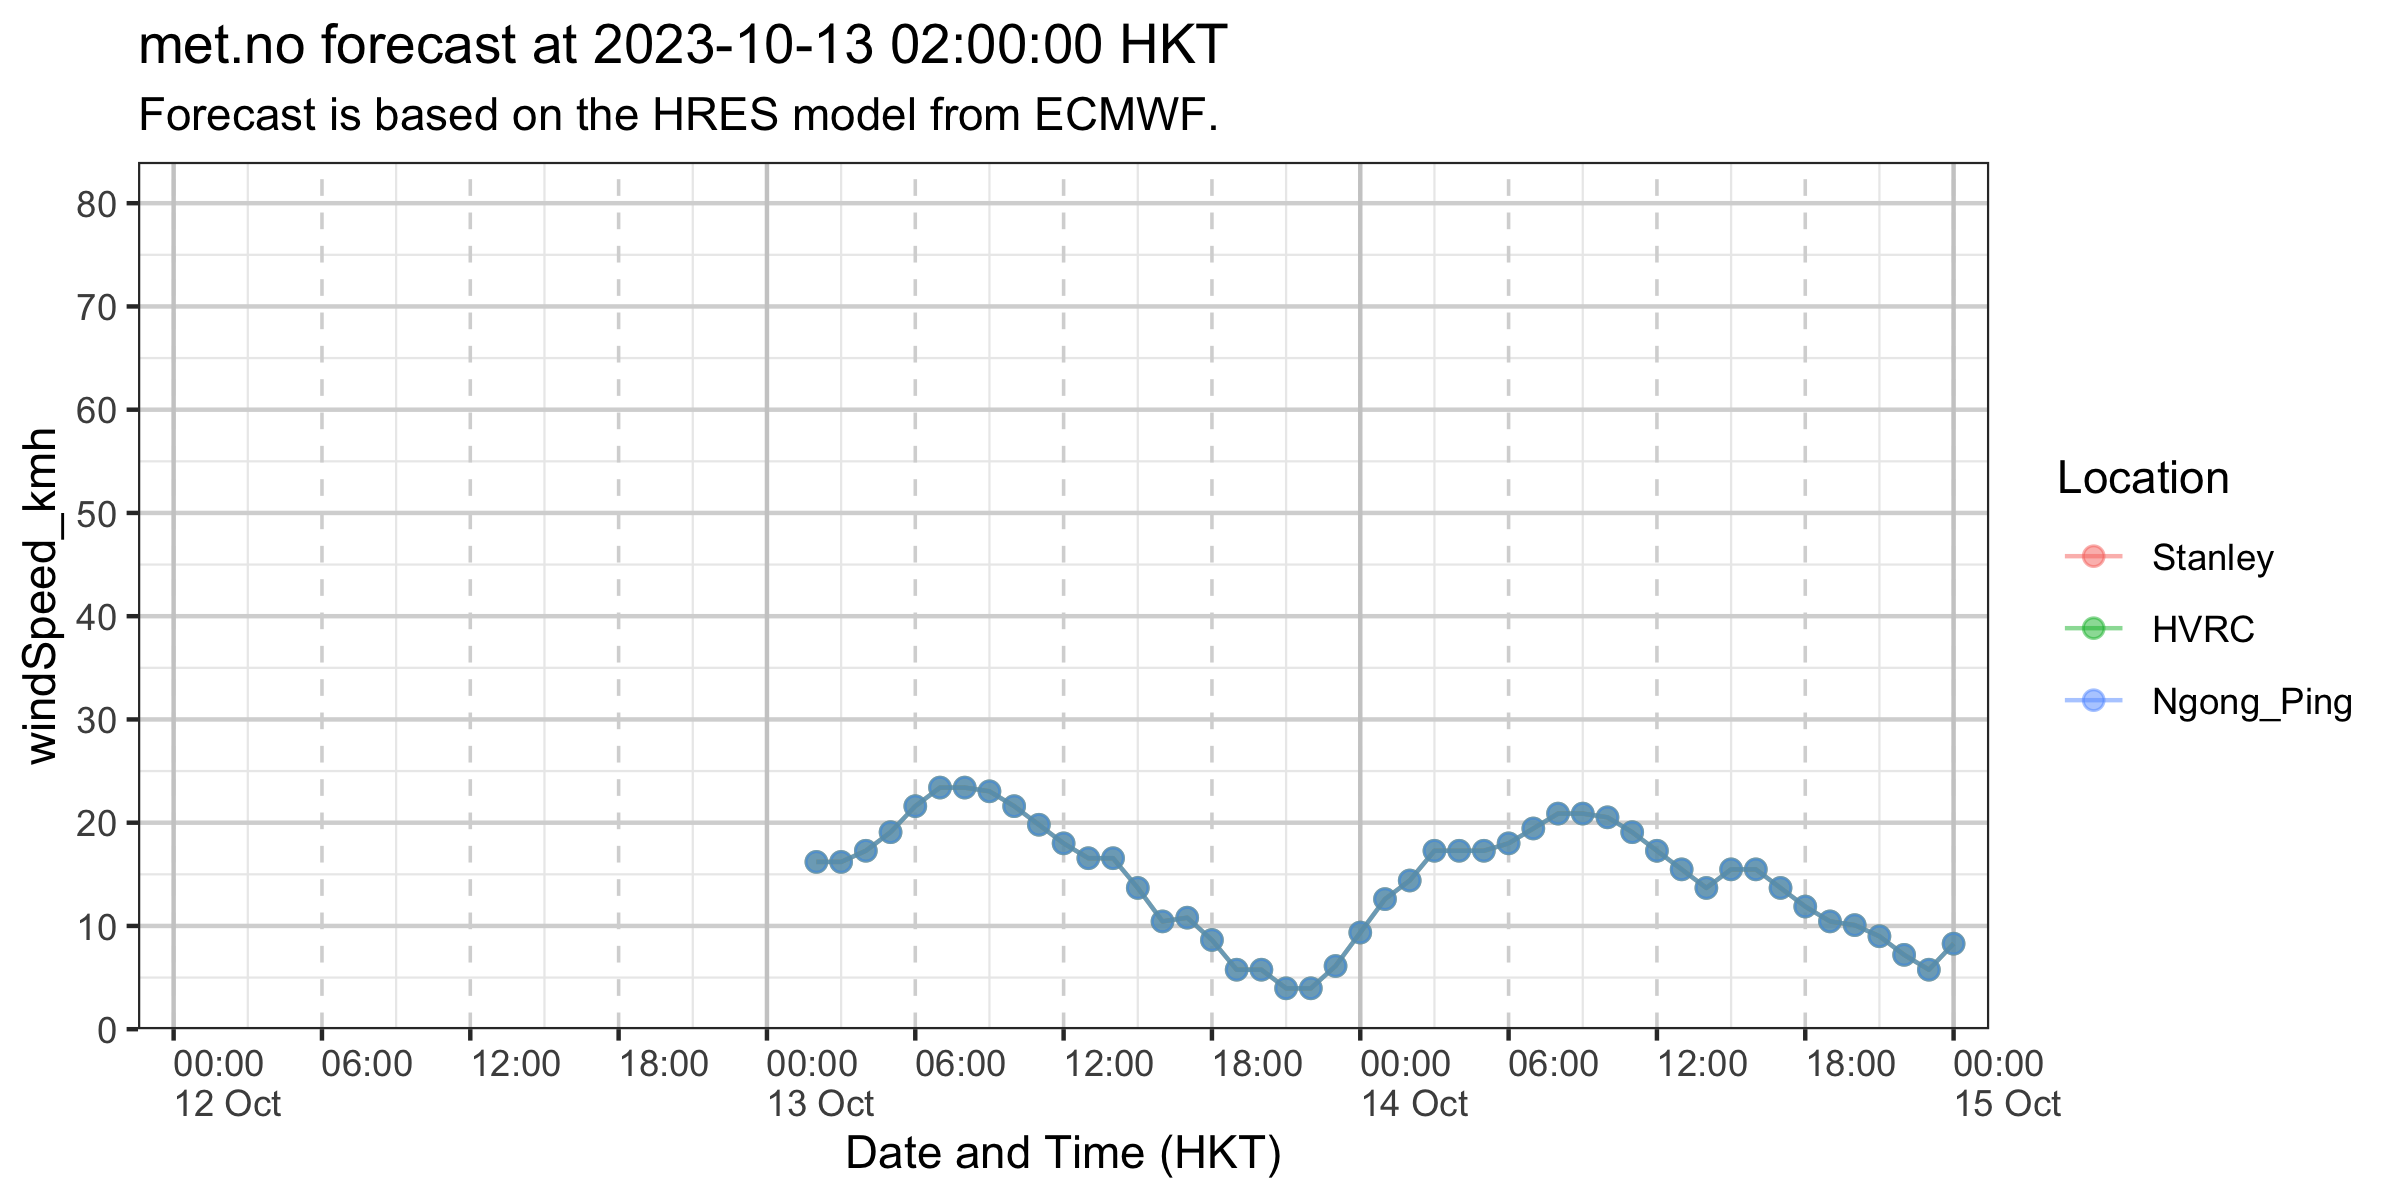 met.no forecast at 2023-10-13 02:00:00 HKT
Forecast is based on the HRES model from ECMWF.
windSpeed_kmh
80
70
60
50
40
30
20
10
0
00:00 06:00 12:00 18:00 00:00 06:00 12:00 18:00 00:00 06:00 12:00 18:00 00:00
12 Oct 13 Oct 14 Oct 15 Oct
Date and Time (HKT)
Location
Stanley
HVRC
Ngong_Ping